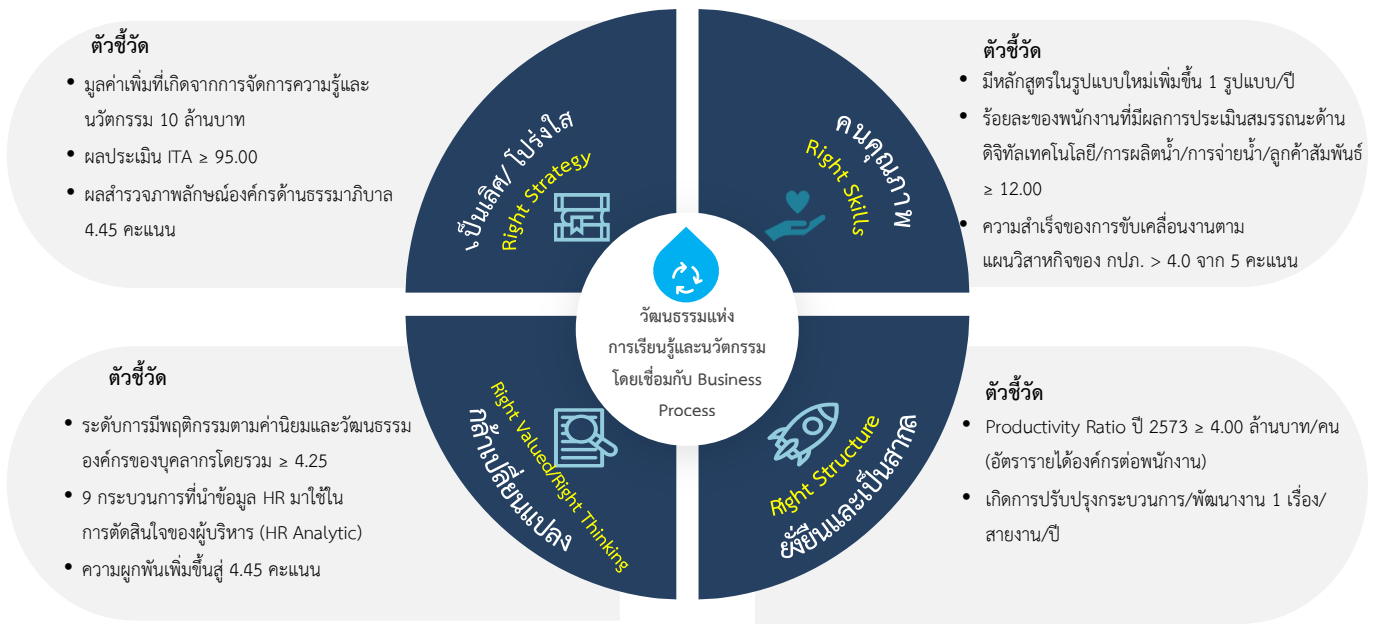 ตัวชี้วัด
• มูลค่าเพิ่มที่เกิดจากการจัดการความรู้และ
นวัตกรรม 10 ล้านบาท
• ผลประเมิน ITA ≥ 95.00
• ผลสำรวจภาพลักษณ์องค์กรด้านธรรมาภิบาล
4.45 คะแนน
เป็นเลิศ/ โปร่งใส
Right Strategy
คนคุณภาพ
Right Skills
ตัวชี้วัด
• มีหลักสูตรในรูปแบบใหม่เพิ่มขึ้น 1 รูปแบบ/ปี
• ร้อยละของพนักงานที่มีผลการประเมินสมรรถนะด้าน
ดิจิทัลเทคโนโลยี/การผลิตน้ำ/การจ่ายน้ำ/ลูกค้าสัมพันธ์
≥ 12.00
• ความสำเร็จของการขับเคลื่อนงานตาม
แผนวิสาหกิจของ กปภ. > 4.0 จาก 5 คะแนน
วัฒนธรรมแห่ง
การเรียนรู้และนวัตกรรม
โดยเชื่อมกับ Business
Process
ตัวชี้วัด
• ระดับการมีพฤติกรรมตามค่านิยมและวัฒนธรรม
องค์กรของบุคลากรโดยรวม ≥ 4.25
• 9 กระบวนการที่นำข้อมูล HR มาใช้ใน
การตัดสินใจของผู้บริหาร (HR Analytic)
• ความผูกพันเพิ่มขึ้นสู่ 4.45 คะแนน
Right Valued/Right Thinking
กล้าเปลี่ยนแปลง
Right Structure
ยั่งยืนและเป็นสากล
ตัวชี้วัด
• Productivity Ratio ปี 2573 ≥ 4.00 ล้านบาท/คน
(อัตรารายได้องค์กรต่อพนักงาน)
• เกิดการปรับปรุงกระบวนการ/พัฒนางาน 1 เรื่อง/
สายงาน/ปี